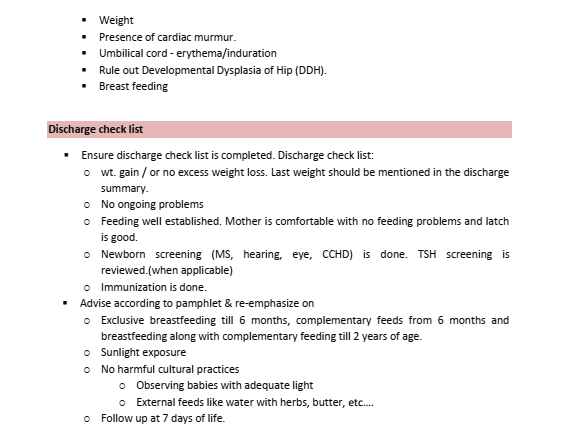 ▪ Weight
▪ Presence of cardiac murmur.
▪ Umbilical cord - erythema/induration
▪ Rule out Developmental Dysplasia of Hip (DDH).
▪ Breast feeding
Discharge check list
▪ Ensure discharge check list is completed. Discharge check list:
o wt. gain / or no excess weight loss. Last weight should be mentioned in the discharge
summary.
o No ongoing problems
o Feeding well established. Mother is comfortable with no feeding problems and latch
is good.
o Newborn screening (MS, hearing, eye, CCHD) is done. TSH screening is
reviewed.(when applicable)
o Immunization is done.
▪ Advise according to pamphlet & re-emphasize on
o Exclusive breastfeeding till 6 months, complementary feeds from 6 months and
breastfeeding along with complementary feeding till 2 years of age.
o Sunlight exposure
o No harmful cultural practices
o Observing babies with adequate light
o External feeds like water with herbs, butter, etc....
o Follow up at 7 days of life.